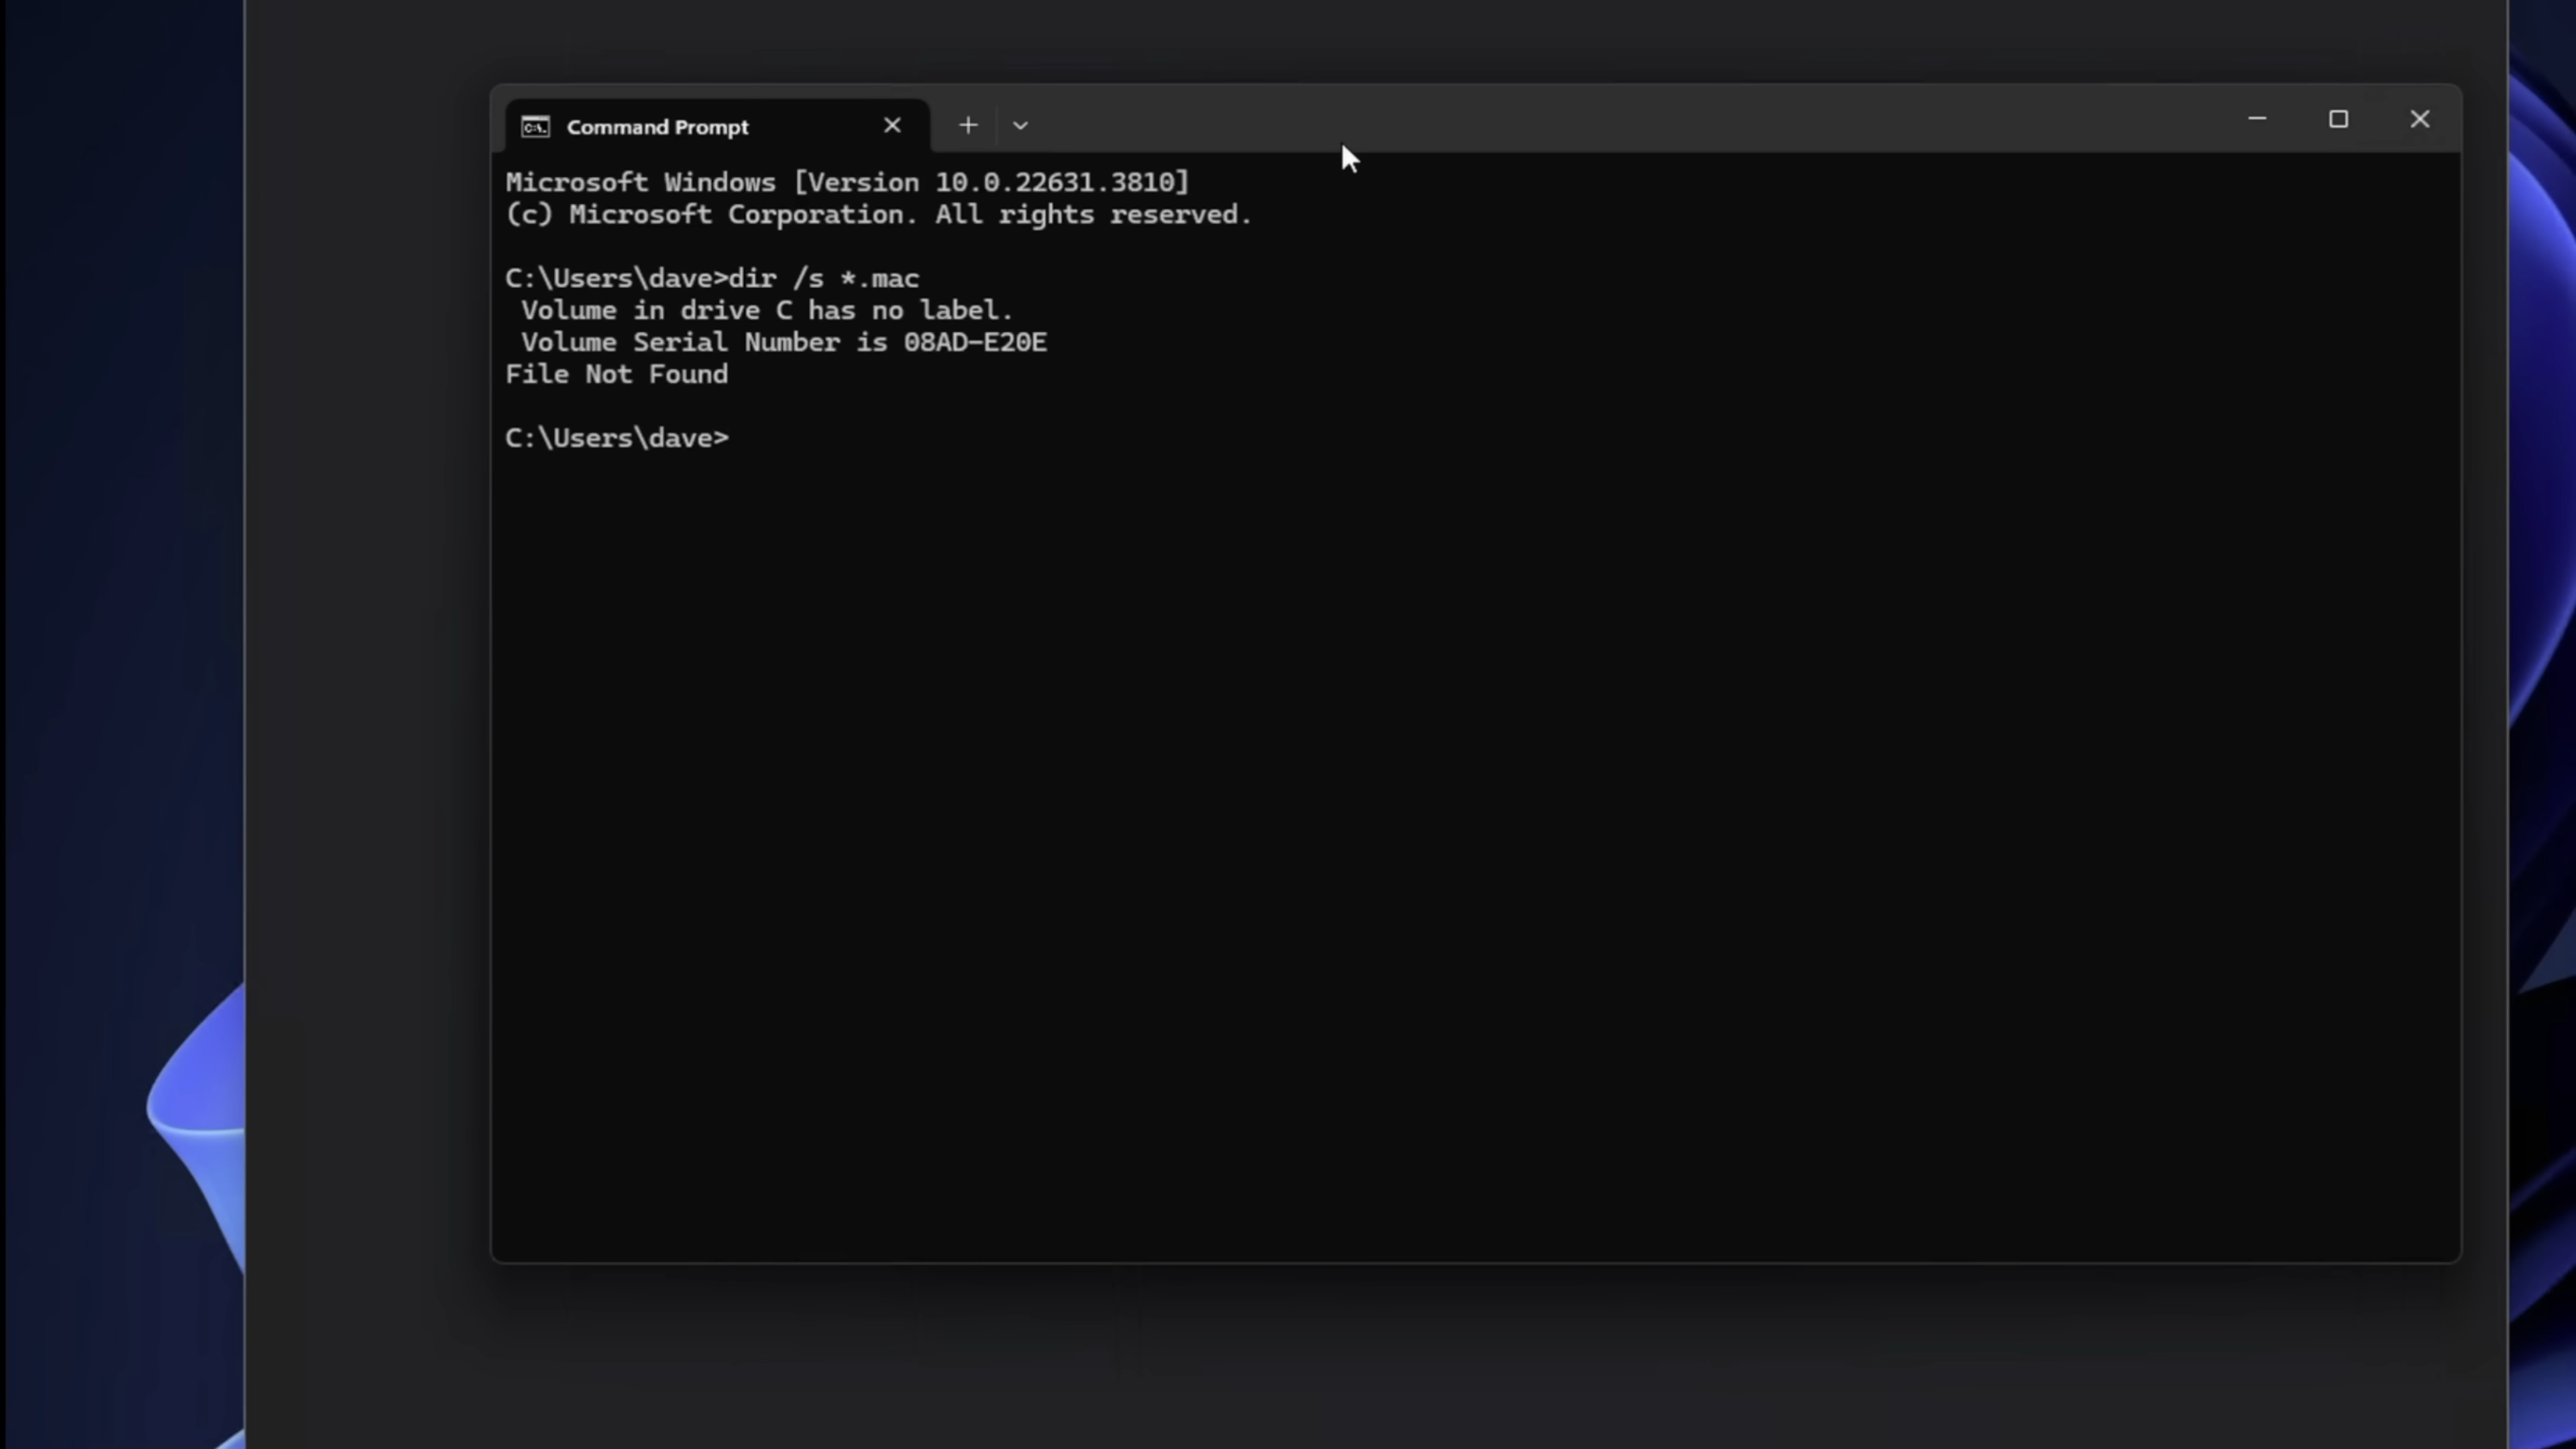 Command Prompt
Microsoft Windows [Version 10.0.22631.3810]
(c) Microsoft Corporation. All rights reserved.
C:\Users\dave>dir /s *.mac
 Volume in drive C has no label.
 Volume Serial Number is 08AD-E20E
File Not Found
C:\Users\dave>